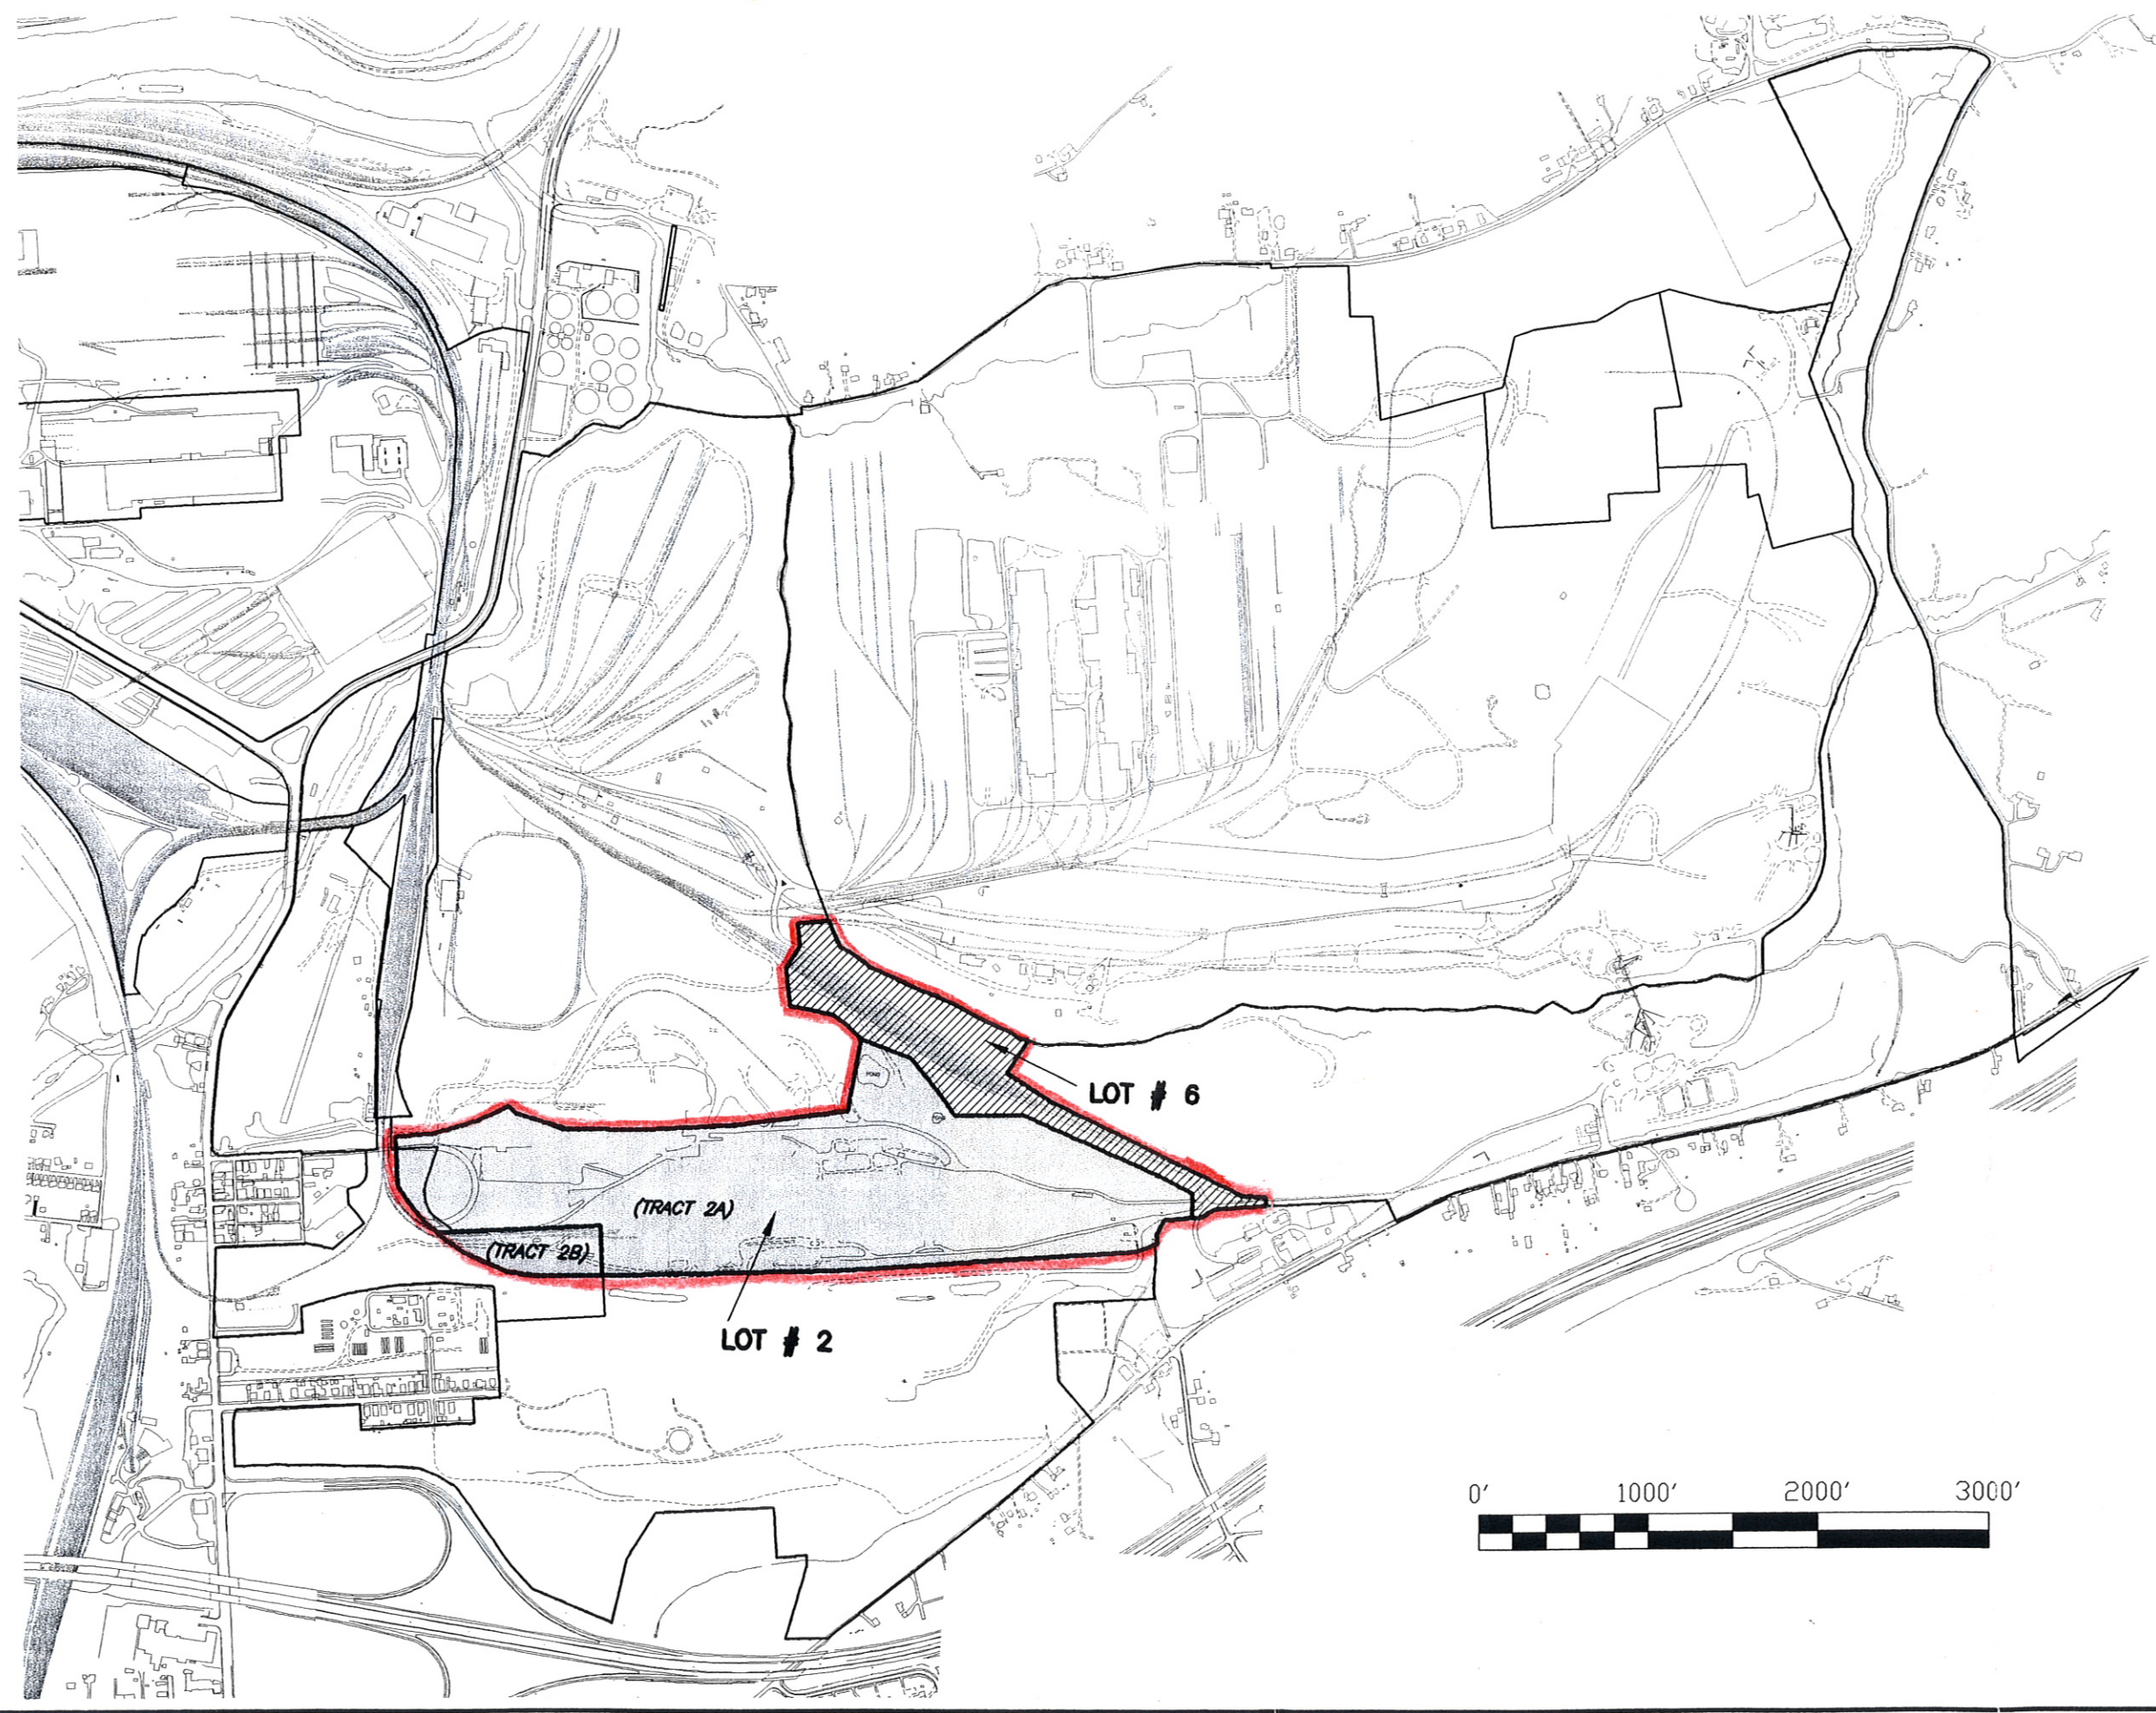 POND
LOT # 6
(TRACT 2A)
(TRACT 2B)
LOT # 2
0' 1000' 2000' 3000'